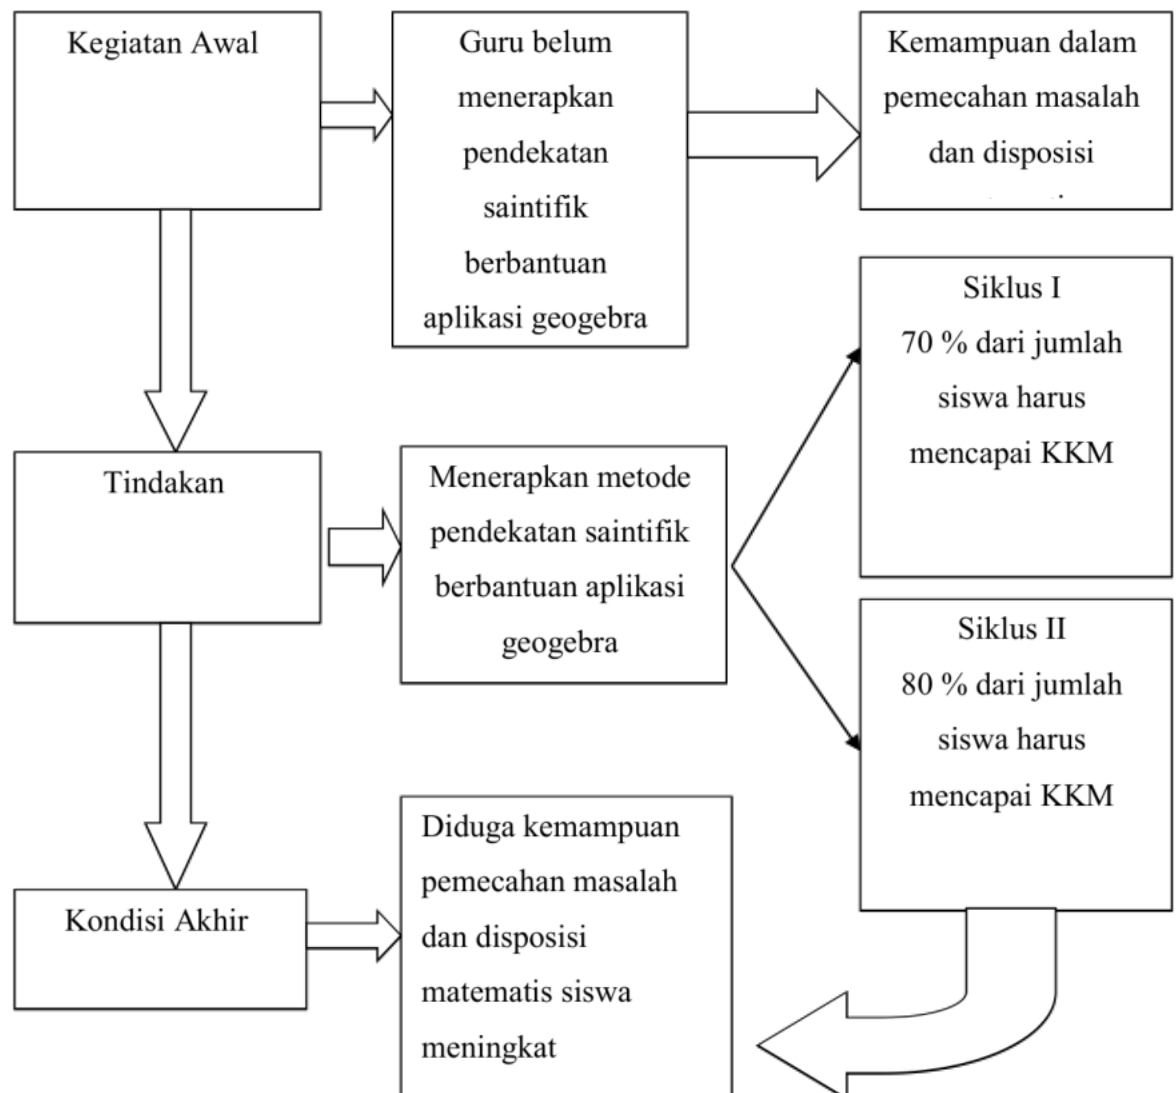 Kegiatan Awal
Guru belum
menerapkan
pendekatan
saintifik
berbantuan
aplikasi geogebra
Kemampuan dalam
pemecahan masalah
dan disposisi
Siklus I
70 % dari jumlah
siswa harus
mencapai KKM
Tindakan
Menerapkan metode
pendekatan saintifik
berbantuan aplikasi
geogebra
Siklus II
80 % dari jumlah
siswa harus
mencapai KKM
Kondisi Akhir
Diduga kemampuan
pemecahan masalah
dan disposisi
matematis siswa
meningkat